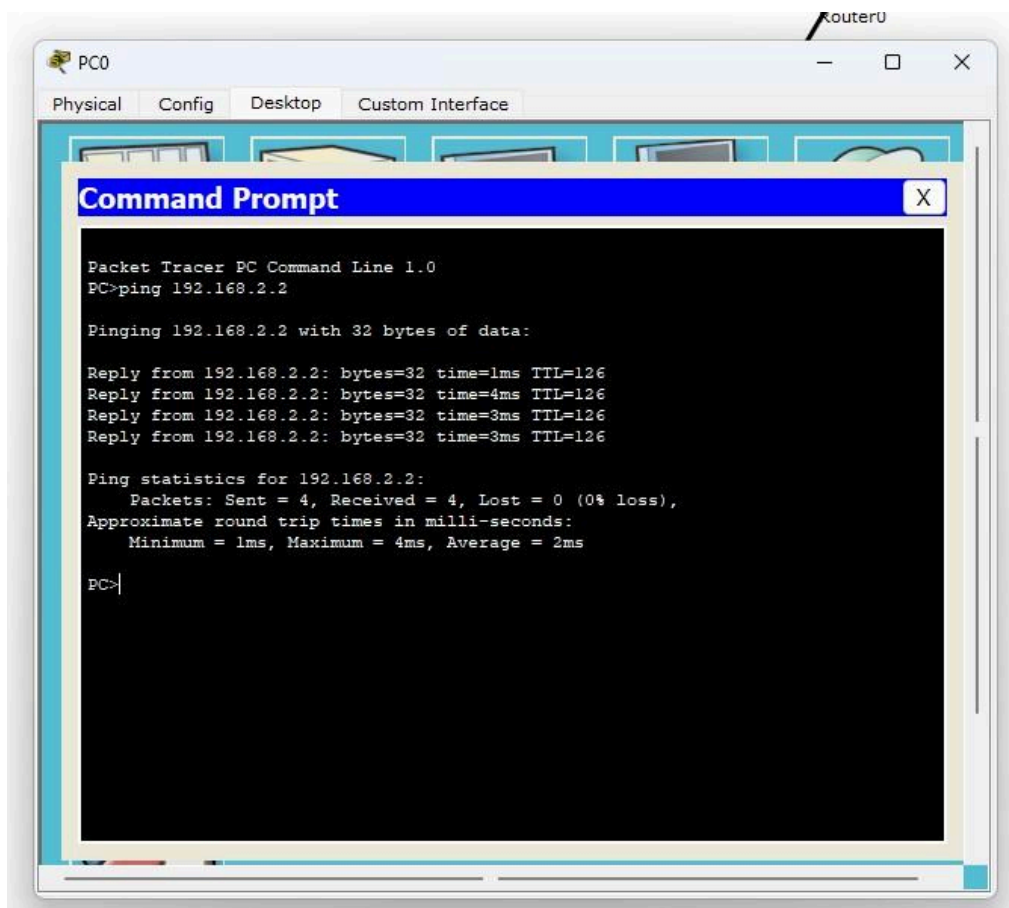 Router0
PC0
Physical Config Desktop Custom Interface
Command Prompt X
Packet Tracer PC Command Line 1.0
PC>ping 192.168.2.2
Pinging 192.168.2.2 with 32 bytes of data:
Reply from 192.168.2.2: bytes=32 time=1ms TTL=126
Reply from 192.168.2.2: bytes=32 time=4ms TTL=126
Reply from 192.168.2.2: bytes=32 time=3ms TTL=126
Reply from 192.168.2.2: bytes=32 time=3ms TTL=126
Ping statistics for 192.168.2.2:
Packets: Sent = 4, Received = 4, Lost = 0 (0% loss),
Approximate round trip times in milli-seconds:
Minimum = 1ms, Maximum = 4ms, Average = 2ms
PC>